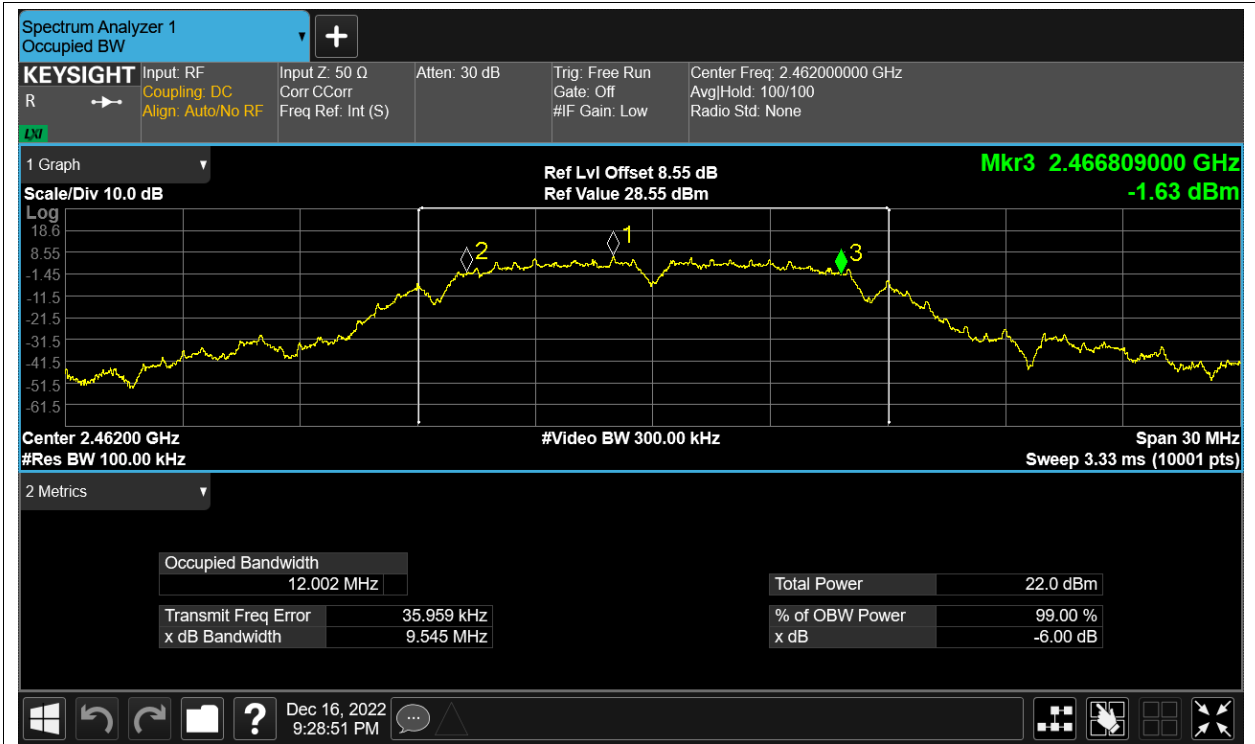 Spectrum Analyzer 1
Occupied BW
KEYSIGHT
R
LXI
Input: RF
Coupling: DC
Align: Auto/No RF
Input Z: 50 Ω
Corr CCorr
Freq Ref: Int (S)
Atten: 30 dB
Trig: Free Run
Gate: Off
#IF Gain: Low
Center Freq: 2.462000000 GHz
Avg|Hold: 100/100
Radio Std: None
1 Graph
Scale/Div 10.0 dB
Ref Lvl Offset 8.55 dB
Ref Value 28.55 dBm
Mkr3 2.466809000 GHz
-1.63 dBm
Log
18.6
8.55
-1.45
-11.5
-21.5
-31.5
-41.5
-51.5
-61.5
2
1
3
Center 2.46200 GHz
#Res BW 100.00 kHz
#Video BW 300.00 kHz
Span 30 MHz
Sweep 3.33 ms (10001 pts)
2 Metrics
Occupied Bandwidth
12.002 MHz
Transmit Freq Error 35.959 kHz
x dB Bandwidth 9.545 MHz
Total Power 22.0 dBm
% of OBW Power 99.00 %
x dB -6.00 dB
?
Dec 16, 2022
9:28:51 PM